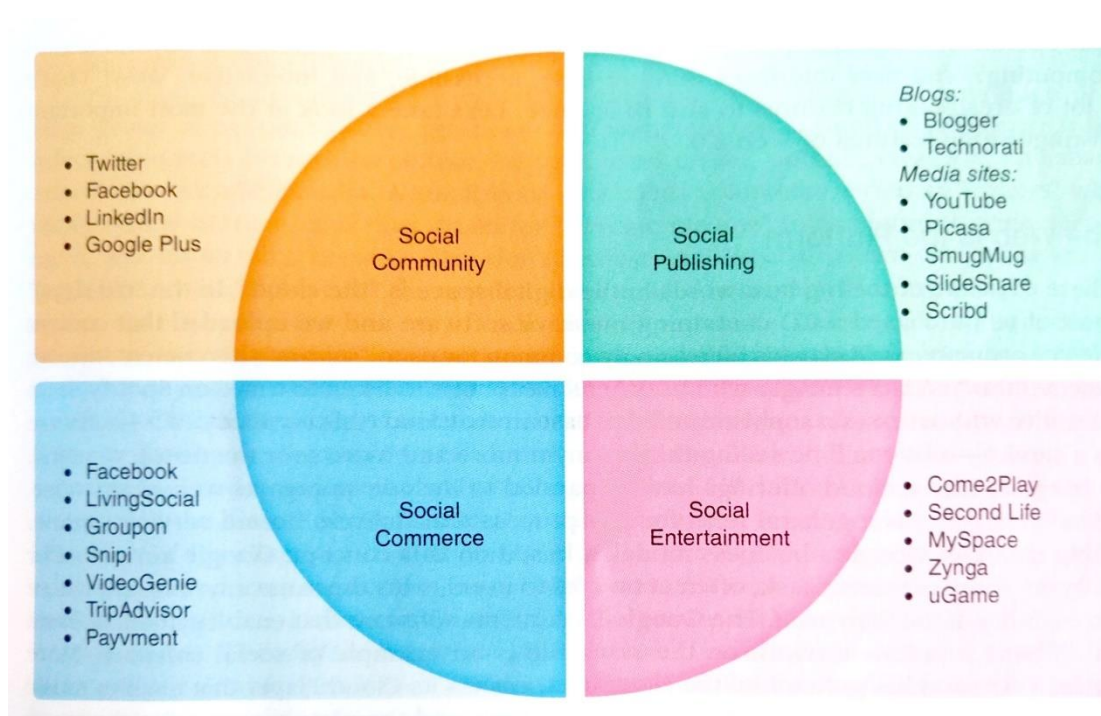 Twitter
Facebook
LinkedIn
Google Plus
Social
Community
Social
Publishing
Blogs:
Blogger
Technorati
Media sites:
YouTube
Picasa
SmugMug
SlideShare
Scribd
Facebook
LivingSocial
Groupon
Snipi
VideoGenie
TripAdvisor
Payvment
Social
Commerce
Social
Entertainment
Come2Play
Second Life
MySpace
Zynga
uGame